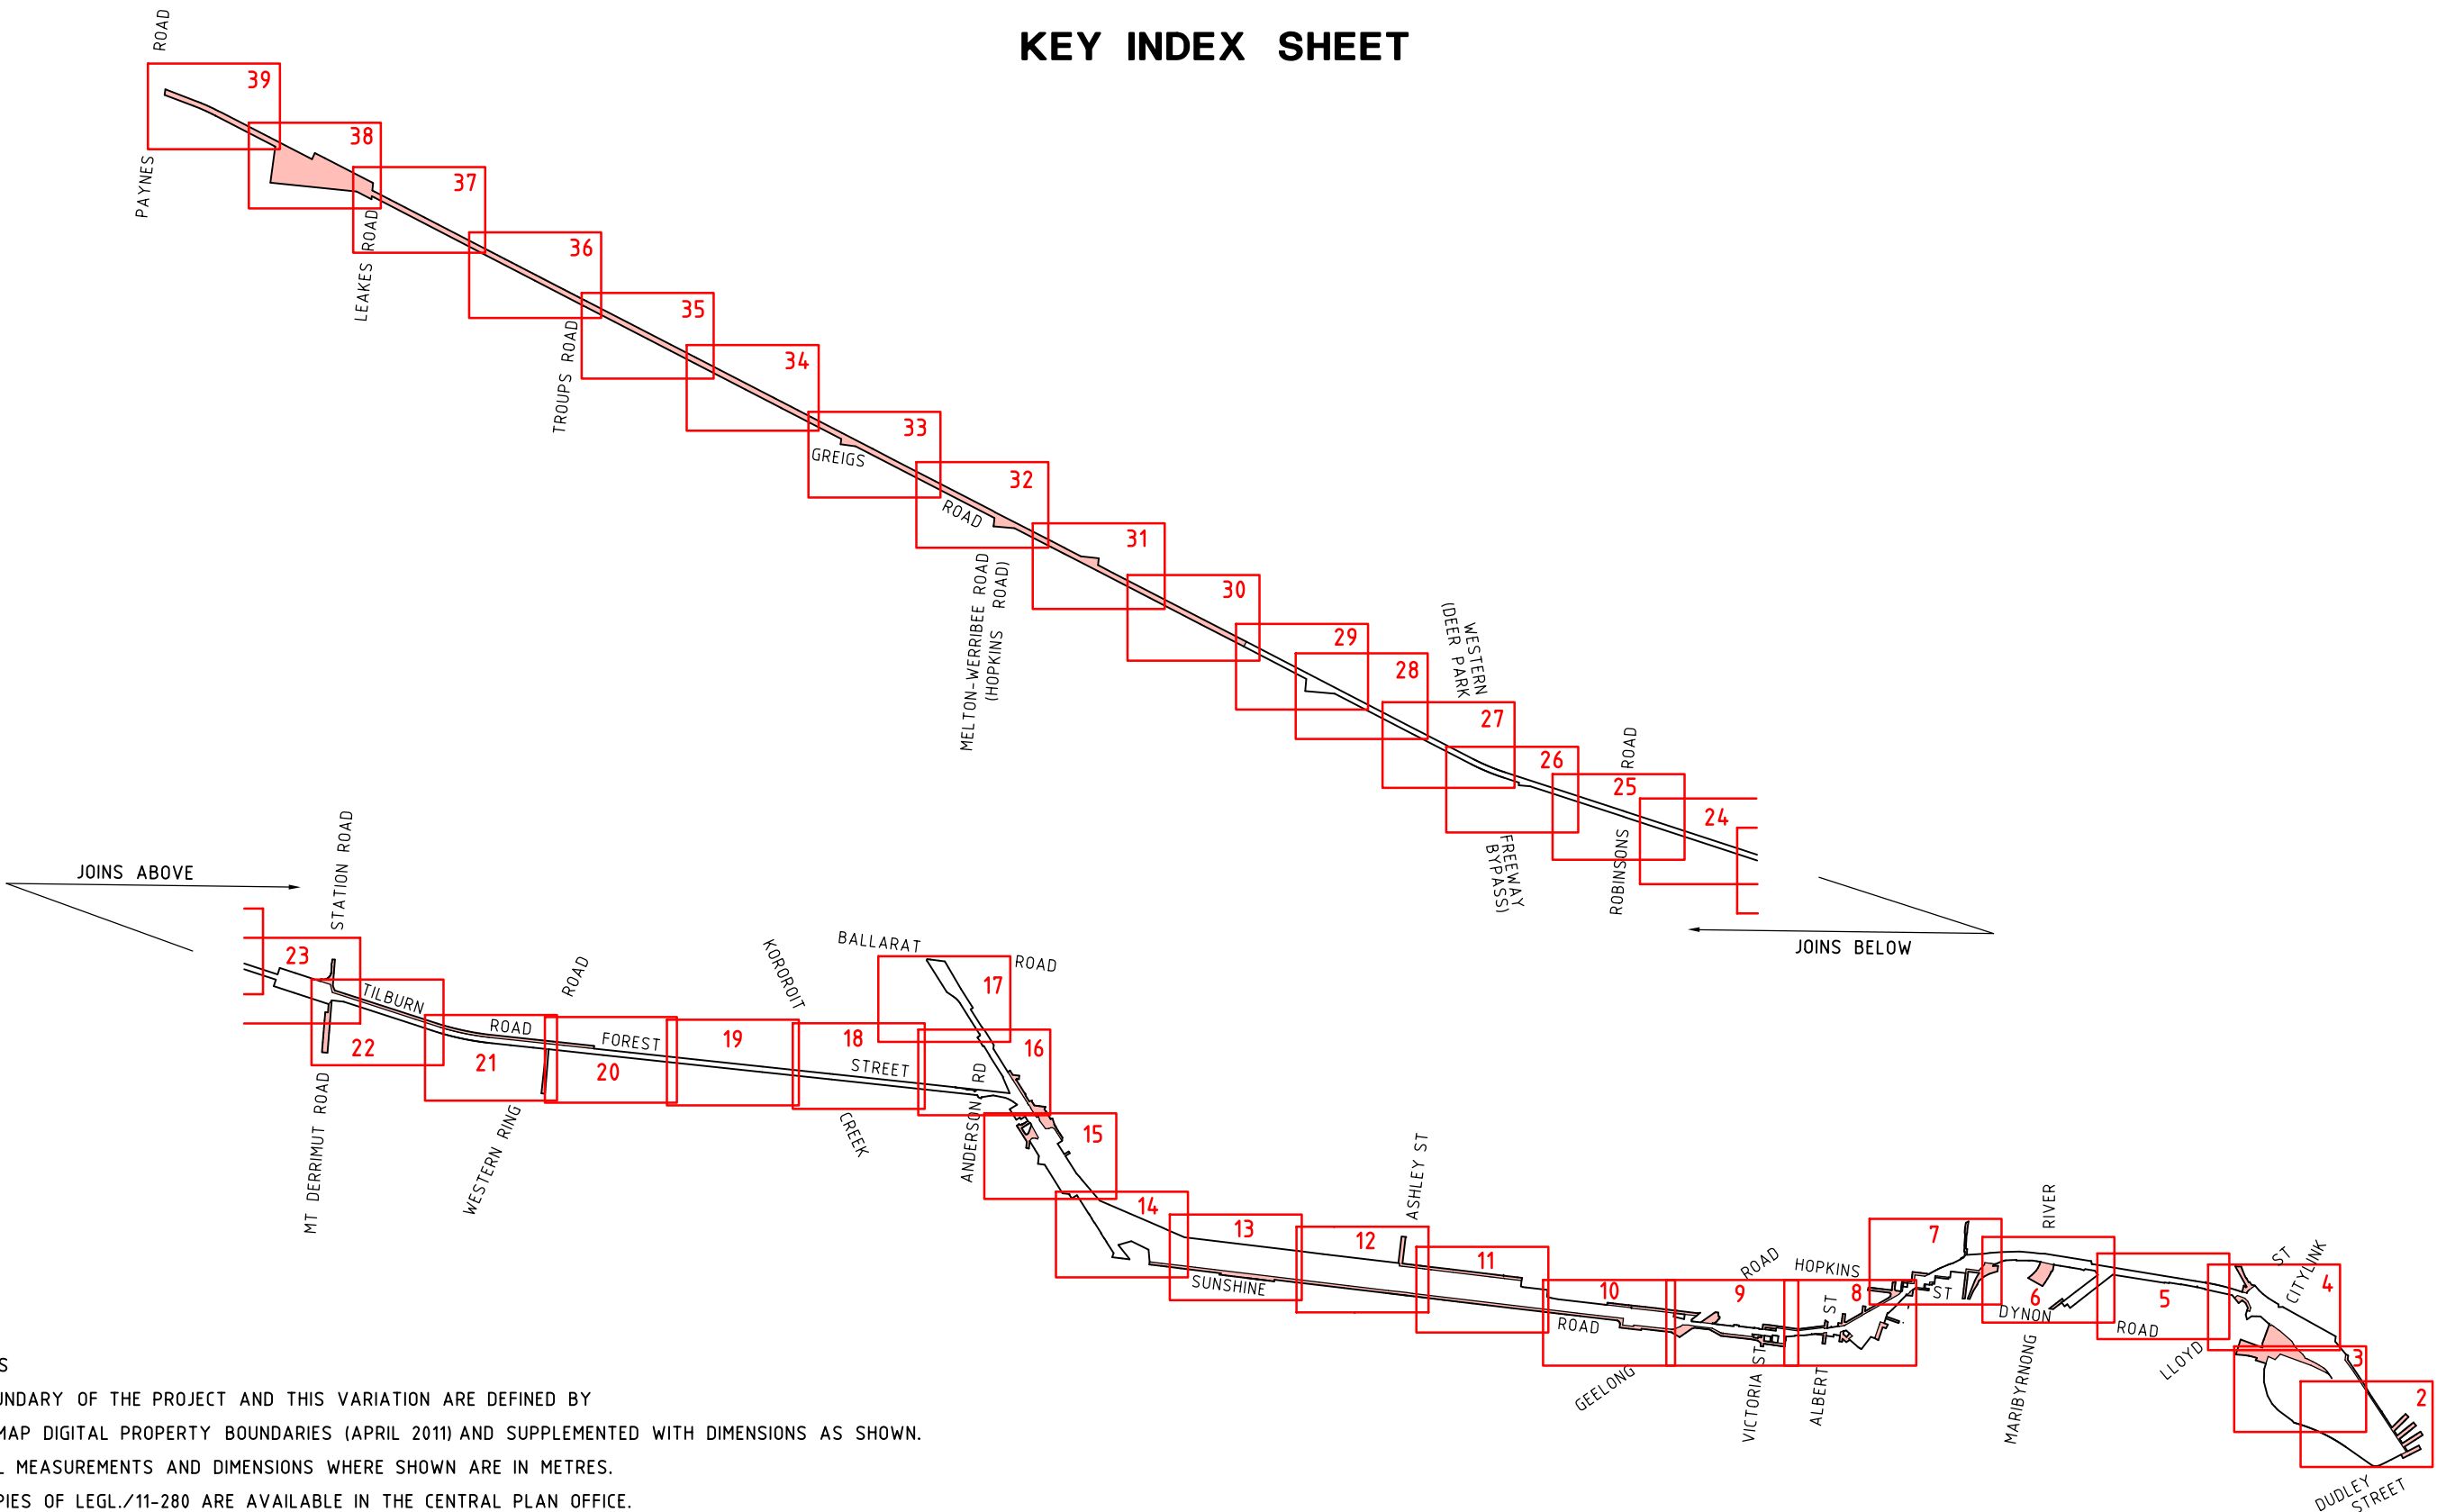 KEY INDEX SHEET
ROAD
39
38
PAYNES
37
LEAKES ROAD
36
35
TROUPS ROAD
34
33
GREIGS
32
ROAD
31
MELTON-WERRIBEE ROAD
(HOPKINS ROAD)
30
29
28
WESTERN
(DEER PARK
27
26
ROAD
25
24
ROBINSONS
FREEWAY
BYPASS)
JOINS ABOVE
JOINS BELOW
STATION ROAD
23
TILBURN
ROAD
22
21
MT DERRIMUT ROAD
WESTERN RING
ROAD
FOREST
20
19
KOROROIT
18
STREET
CREEK
BALLARAT
ROAD
17
16
ANDERSON RD
15
14
13
SUNSHINE
12
ASHLEY ST
11
10
ROAD
GEELONG
ROAD
9
VICTORIA ST
HOPKINS
8
ST
ALBERT
7
ST
RIVER
6
DYNON
MARIBYRNONG
5
ROAD
LLOYD
ST
CITYLINK
4
3
2
DUDLEY
STREET
S
UNDARY OF THE PROJECT AND THIS VARIATION ARE DEFINED BY
MAP DIGITAL PROPERTY BOUNDARIES (APRIL 2011) AND SUPPLEMENTED WITH DIMENSIONS AS SHOWN.
L MEASUREMENTS AND DIMENSIONS WHERE SHOWN ARE IN METRES.
PIES OF LEGL./11-280 ARE AVAILABLE IN THE CENTRAL PLAN OFFICE.